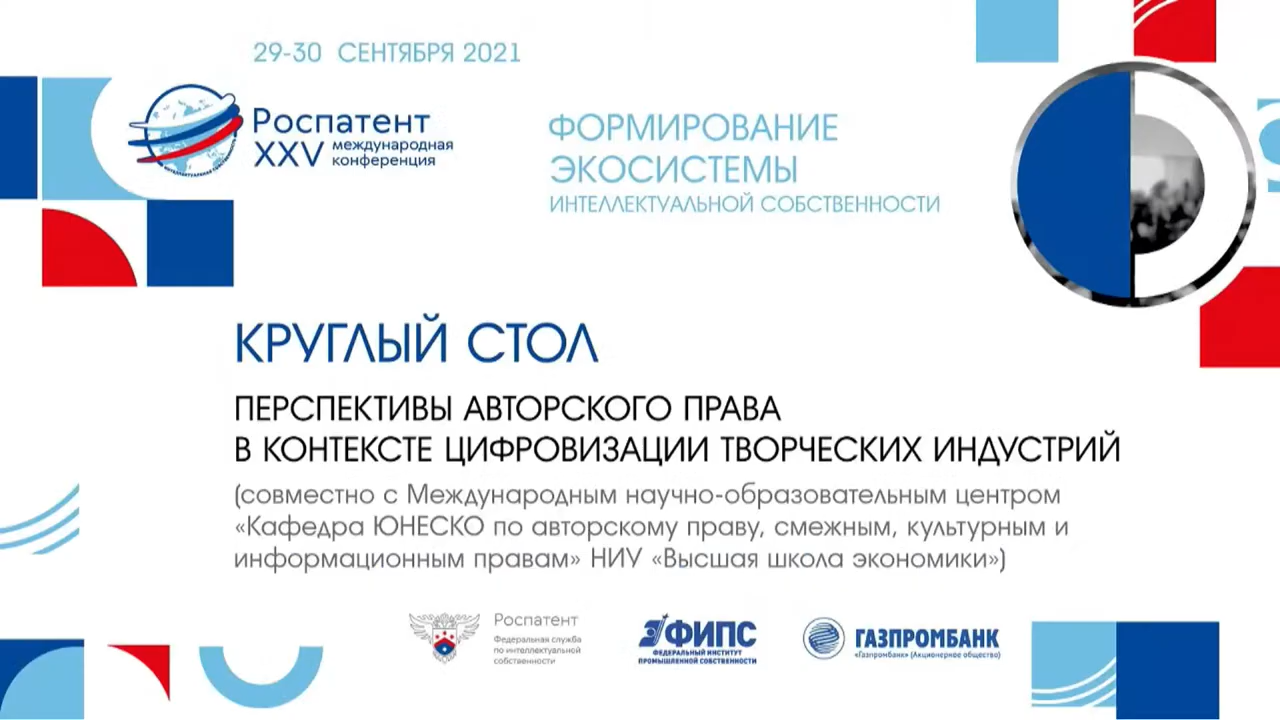 29-30 СЕНТЯБРЯ 2021
Роспатент
XXV международная
конференция
ИНТЕЛЛЕКТУАЛЬНАЯ СОБСТВЕННОСТЬ
ФОРМИРОВАНИЕ
ЭКОСИСТЕМЫ
ИНТЕЛЛЕКТУАЛЬНОЙ СОБСТВЕННОСТИ
КРУГЛЫЙ СТОЛ
ПЕРСПЕКТИВЫ АВТОРСКОГО ПРАВА
В КОНТЕКСТЕ ЦИФРОВИЗАЦИИ ТВОРЧЕСКИХ ИНДУСТРИЙ
(совместно с Международным научно-образовательным центром
«Кафедра ЮНЕСКО по авторскому праву, смежным, культурным и
информационным правам» НИУ «Высшая школа экономики»)
Роспатент
Федеральная служба
по интеллектуальной
собственности
ФИПС
ФЕДЕРАЛЬНЫЙ ИНСТИТУТ
ПРОМЫШЛЕННОЙ СОБСТВЕННОСТИ
ГАЗПРОМБАНК
«Газпромбанк» (Акционерное общество)